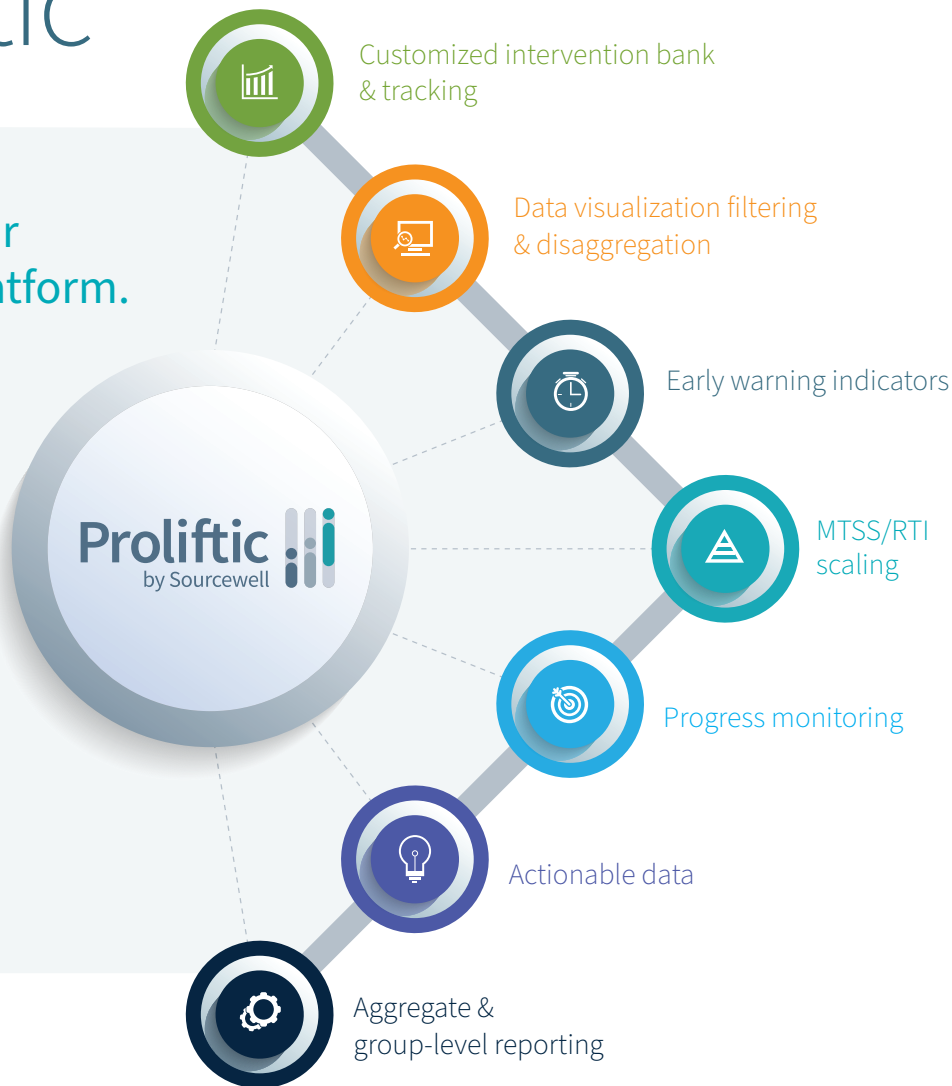 Customized intervention bank
& tracking
Data visualization filtering
& disaggregation
Early warning indicators
Proliftic
by Sourcewell
MTSS/RTI
scaling
Progress monitoring
Actionable data
Aggregate &
group-level reporting